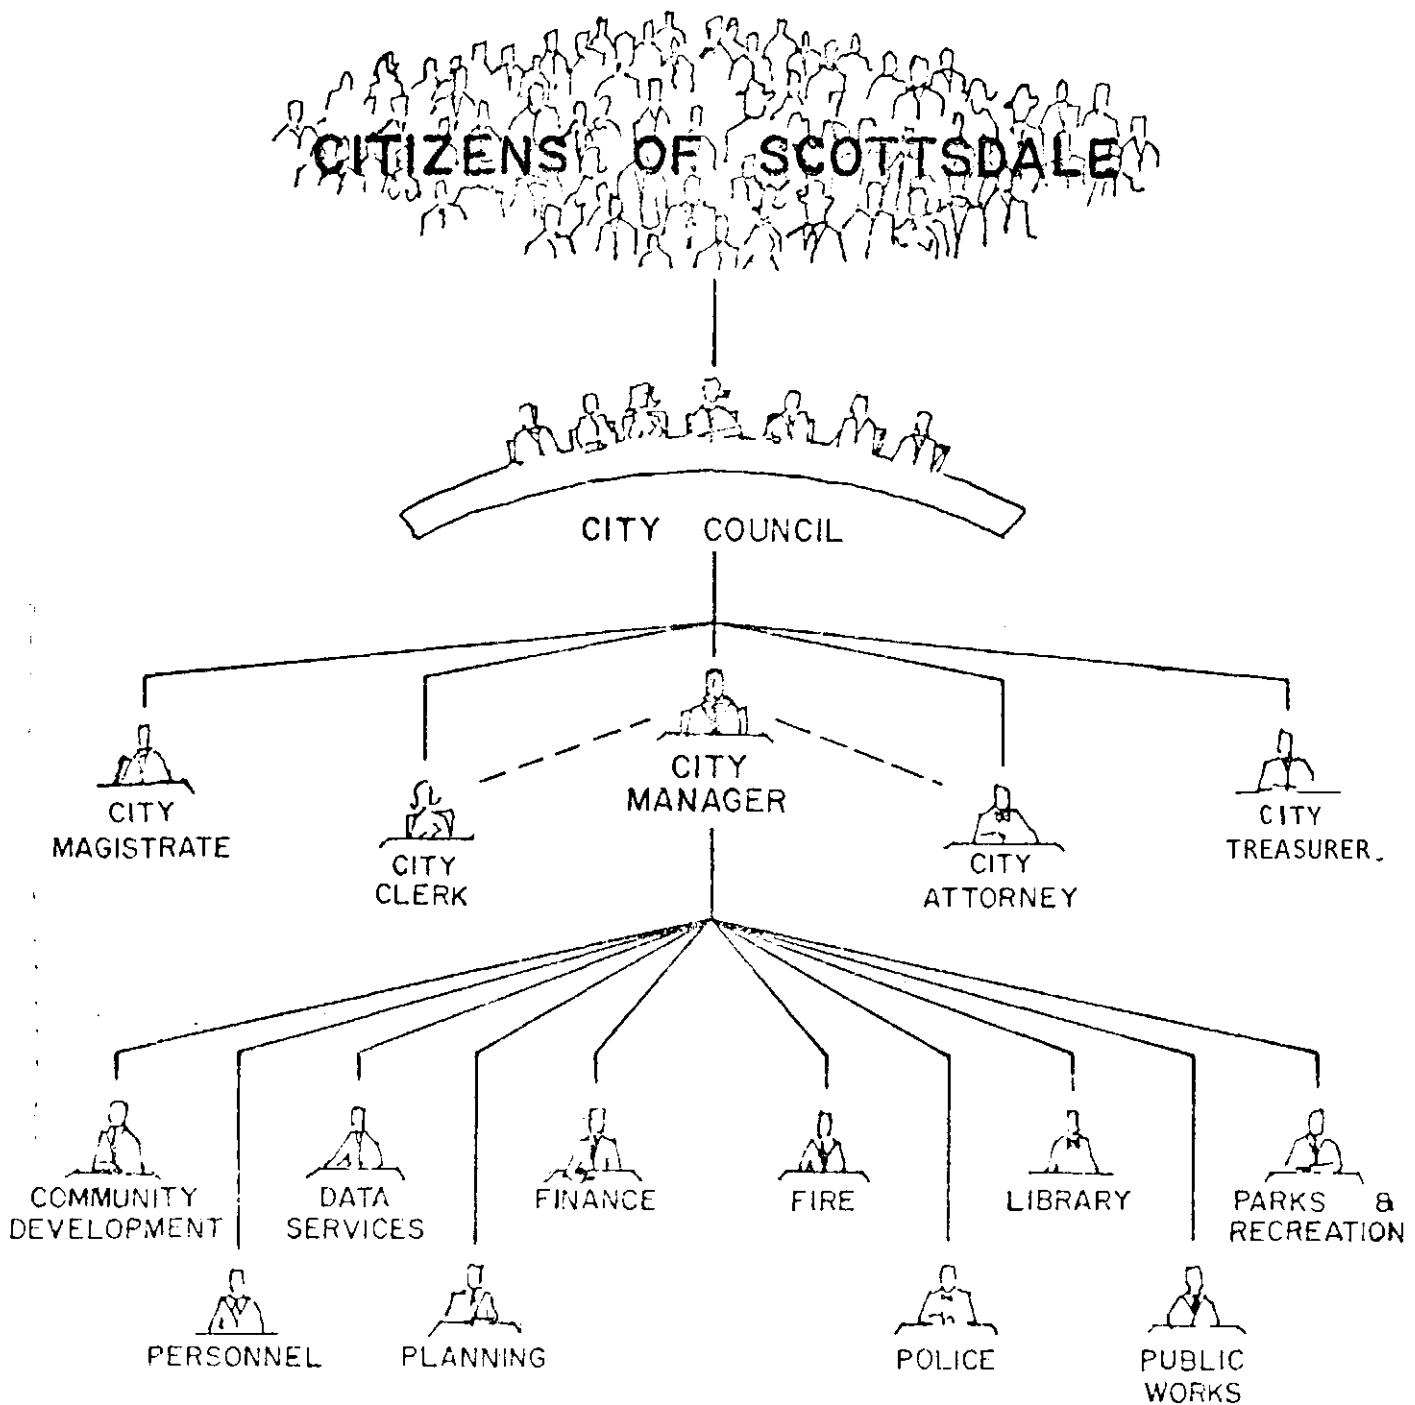 CITIZENS OF SCOTTSDALE
CITY COUNCIL
CITY
MAGISTRATE
CITY
CLERK
CITY
MANAGER
CITY
ATTORNEY
CITY
TREASURER.
COMMUNITY
DEVELOPMENT
PERSONNEL
DATA
SERVICES
PLANNING
FINANCE
FIRE
POLICE
LIBRARY
PUBLIC
WORKS
PARKS &
RECREATION